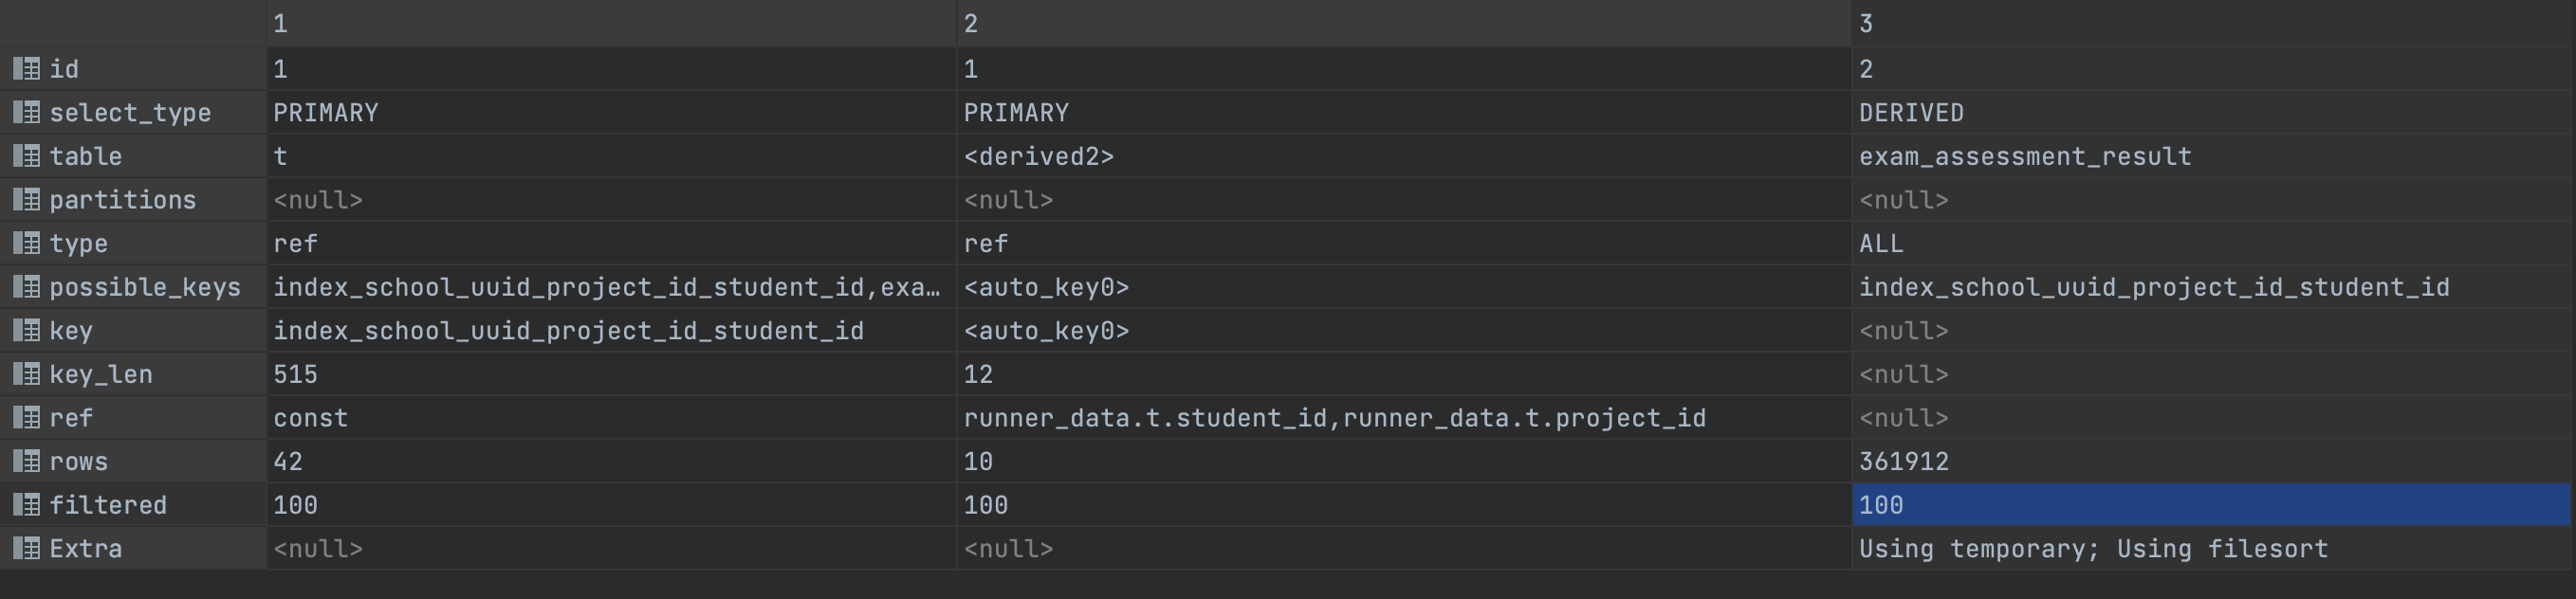 1 2 3
id 1 1 2
select_type PRIMARY PRIMARY DERIVED
table t <derived2> exam_assessment_result
partitions <null> <null> <null>
type ref ref ALL
possible_keys index_school_uuid_project_id_student_id,exa… <auto_key0> index_school_uuid_project_id_student_id
key index_school_uuid_project_id_student_id <auto_key0> <null>
key_len 515 12 <null>
ref const runner_data.t.student_id,runner_data.t.project_id <null>
rows 42 10 361912
filtered 100 100 100
Extra <null> <null> Using temporary; Using filesort